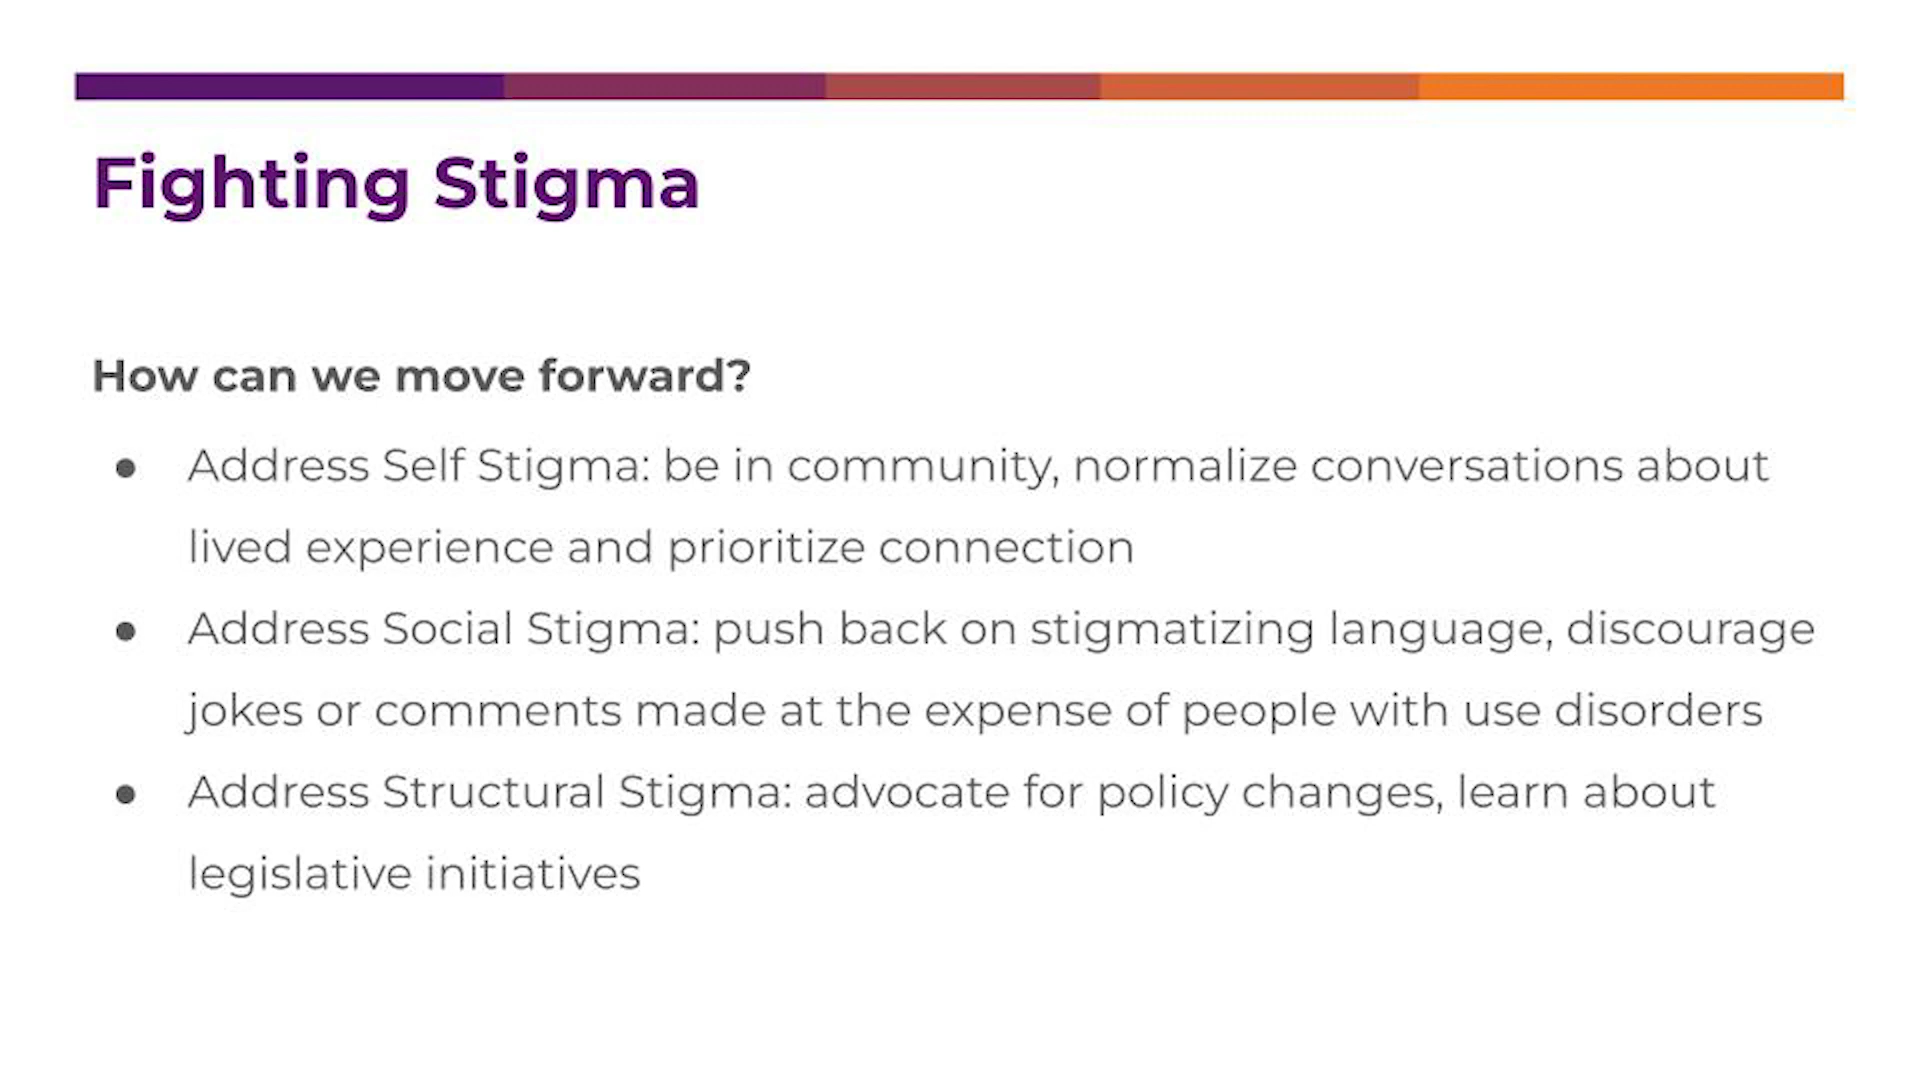 Fighting Stigma
How can we move forward?
● Address Self Stigma: be in community, normalize conversations about
lived experience and prioritize connection
● Address Social Stigma: push back on stigmatizing language, discourage
jokes or comments made at the expense of people with use disorders
● Address Structural Stigma: advocate for policy changes, learn about
legislative initiatives